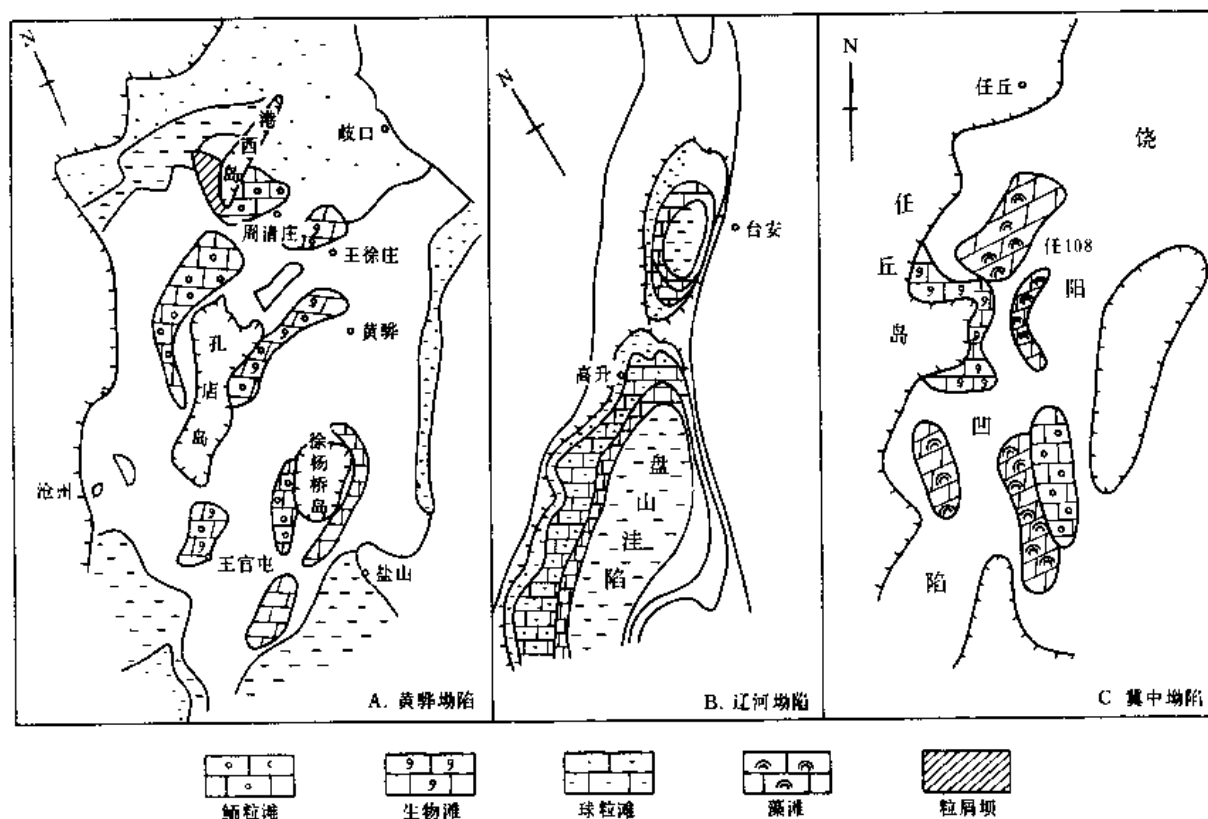 N
港
西
岛
歧口
周清庄
王徐庄
孔
店
岛
黄骅
徐
杨
桥
岛
沧州
王官屯
盐山
A. 黄骅坳陷
N
台安
高升
盘
山
洼
陷
B. 辽河坳陷
N
任丘
饶
任
丘
岛
任108
阳
凹
陷
C 冀中坳陷
鲕粒滩
生物滩
球粒滩
藻滩
粒屑坝